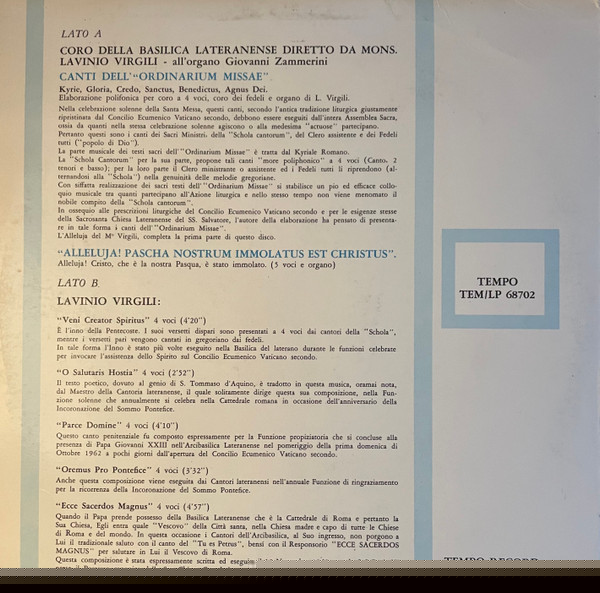 LATO A
CORO DELLA BASILICA LATERANENSE DIRETTO DA MONS.
LAVINIO VIRGILI - all'organo Giovanni Zammerini
CANTI DELL'"ORDINARIUM MISSAE"
Kyrie, Gloria, Credo, Sanctus, Benedictus, Agnus Dei.
Elaborazione polifonica per coro a 4 voci, coro dei fedeli e organo di L. Virgili.
Nella celebrazione solenne della Santa Messa, questi canti, secondo l'antica tradizione liturgica giustamente
ripristinata dal Concilio Ecumenico Vaticano secondo, debbono essere eseguiti dall'intera Assemblea Sacra,
ossia da quanti nella stessa celebrazione solenne agiscono o alla medesima "actuose" partecipano.
Pertanto questi sono i canti dei Sacri Ministri. della "Schola cantorum", del Clero assistente e dei Fedeli
tutti ("popolo di Dio").
La parte musicale dei testi sacri dell'"Ordinarium Missae" è tratta dal Kyriale Romano.
La "Schola Cantorum" per la sua parte, propone tali canti "more poliphonico" a 4 voci (Canto. 2
tenori e basso); per la loro parte il Clero ministrante o assistente ed i Fedeli tutti li riprendono (al-
ternandosi alla "Schola") nella genuinità delle melodie gregoriane.
Con siffatta realizzazione dei sacri testi dell'"Ordinarium Missae" si stabilisce un pio ed efficace collo-
quio musicale tra quanti partecipano all'Azione liturgica e nello stesso tempo non viene menomato il
nobile compito della "Schola cantorum".
In ossequio alle prescrizioni liturgiche del Concilio Ecumenico Vaticano secondo e per le esigenze stesse
della Sacrosanta Chiesa Lateranense del SS. Salvatore, l'autore della elaborazione ha pensato di presenta-
re in tale forma i canti dell'"Ordinarium Missae".
L'Alleluja del M° Virgili, completa la prima parte di questo disco.
"ALLELUJA! PASCHA NOSTRUM IMMOLATUS EST CHRISTUS".
Alleluja! Cristo, che è la nostra Pasqua, è stato immolato. (5 voci e organo)
LATO B
LAVINIO VIRGILI:
"Veni Creator Spiritus" 4 voci (4'20")
È l'inno della Pentecoste. I suoi versetti dispari sono presentati a 4 voci dai cantori della "Schola",
mentre i versetti pari vengono cantati in gregoriano dai fedeli.
In tale forma l'Inno è stato più volte eseguito nella Basilica del laterano durante le funzioni celebrate
per invocare l'assistenza dello Spirito sul Concilio Ecumenico Vaticano secondo.
"O Salutaris Hostia" 4 voci (2'52")
Il testo poetico, dovuto al genio di S. Tommaso d'Aquino, è tradotto in questa musica, oramai nota,
dal Maestro della Cantoria lateranense, il quale solitamente dirige questa sua composizione, nella Fun-
zione solenne che annualmente si celebra nella Cattedrale romana in occasione dell'anniversario della
Incoronazione del Sommo Pontefice.
"Parce Domine" 4 voci (4'10")
Questo canto penitenziale fu composto espressamente per la Funzione propiziatoria che si concluse alla
presenza di Papa Giovanni XXIII nell'Arcibasilica Lateranense nel pomeriggio della prima domenica di
Ottobre 1962 a pochi giorni dall'apertura del Concilio Ecumenico Vaticano secondo.
"Oremus Pro Pontefice" 4 voci (3'32")
Anche questa composizione viene eseguita dai Cantori lateranensi nell'annuale Funzione di ringraziamento
per la ricorrenza della Incoronazione del Sommo Pontefice.
"Ecce Sacerdos Magnus" 4 voci (4'57")
Quando il Papa prende possesso della Basilica Lateranense che è la Cattedrale di Roma e pertanto la
Sua Chiesa, Egli entra quale "Vescovo" della Città santa, nella Chiesa madre e capo di tutte le Chiese
di Roma e del mondo. In questa occasione i Cantori dell'Arcibasilica, al Suo ingresso, non porgono a
Lui il tradizionale saluto con il canto del "Tu es Petrus", bensì con il Responsorio "ECCE SACERDOS
MAGNUS" per salutare in Lui il Vescovo di Roma.
Questa composizione è stata espressamente scritta ed eseguita
TEMPO
TEM/LP 68702
TEMPO RECORD